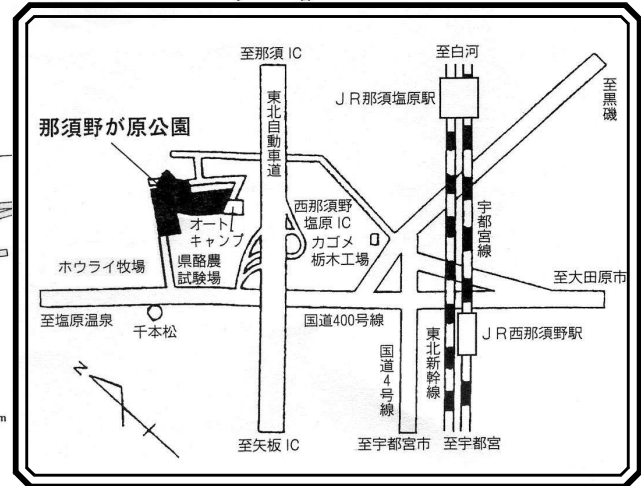 至那須 IC
至白河
至黒磯
JR那須塩原駅
東北自動車道
那須野が原公園
西那須野
塩原 IC
オート
キャンプ
カゴメ
栃木工場
宇都宮線
ホウライ牧場
県酪農
試験場
至大田原市
至塩原温泉
千本松
国道400号線
国道4号線
東北新幹線
JR西那須野駅
N
至矢板 IC
至宇都宮市
至宇都宮
m